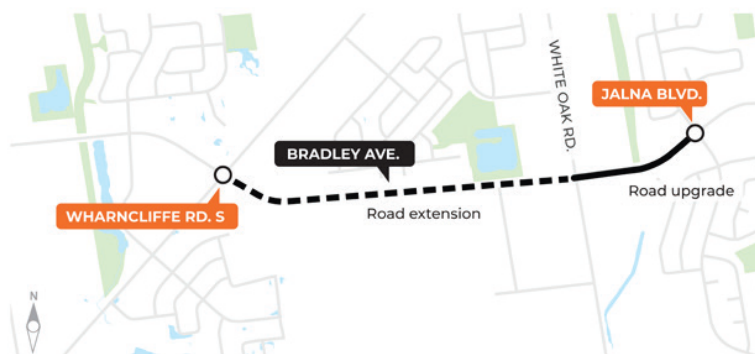 WHITE OAK RD.
JALNA BLVD.
BRADLEY AVE.
Road upgrade
WHARNCLIFFE RD. S
Road extension
N